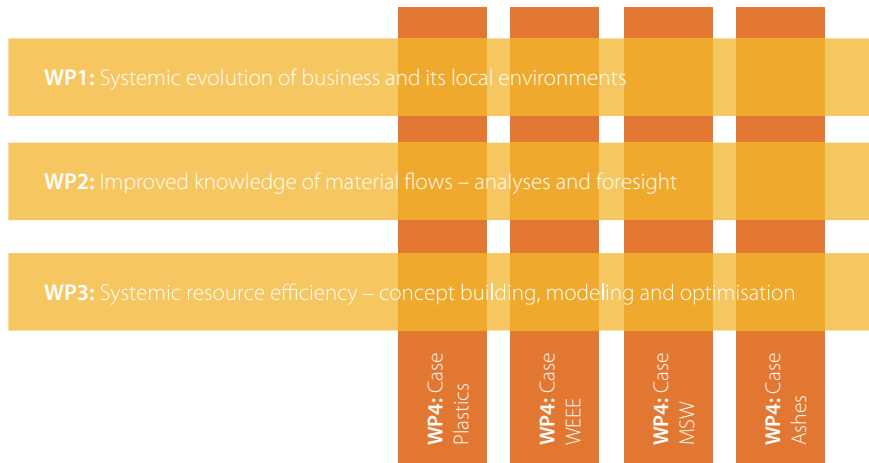 WP1: Systemic evolution of business and its local environments
WP2: Improved knowledge of material flows – analyses and foresight
WP3: Systemic resource efficiency – concept building, modeling and optimisation
WP4: Case
Plastics
WP4: Case
WEEE
WP4: Case
MSW
WP4: Case
Ashes